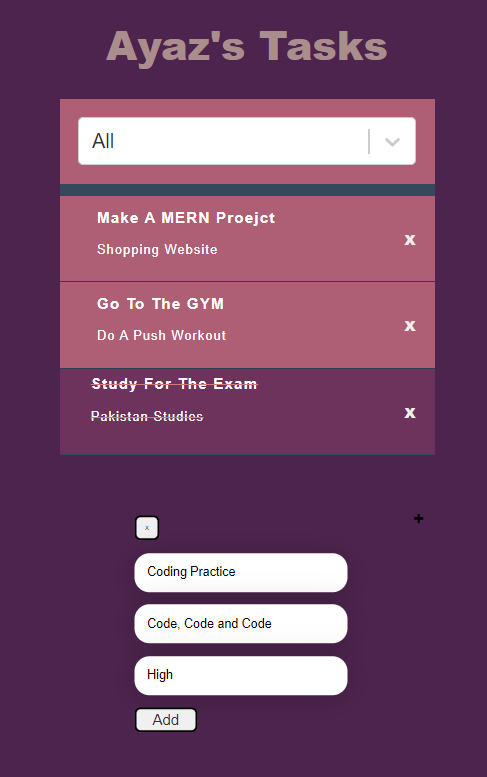 Ayaz's Tasks
All
Make A MERN Proejct
Shopping Website
x
Go To The GYM
Do A Push Workout
x
Study For The Exam
Pakistan Studies
x
x
+
Coding Practice
Code, Code and Code
High
Add